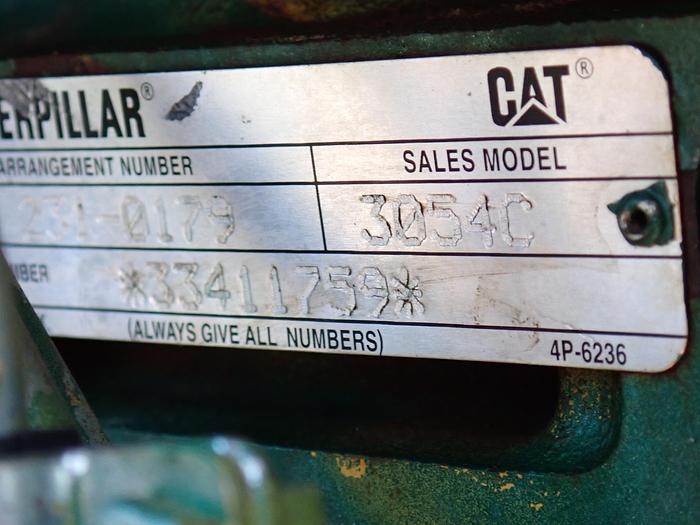 ERPILLAR® CAT®
ARRANGEMENT NUMBER SALES MODEL
231-0179 3054C
MBER *33411759*
(ALWAYS GIVE ALL NUMBERS) 4P-6236